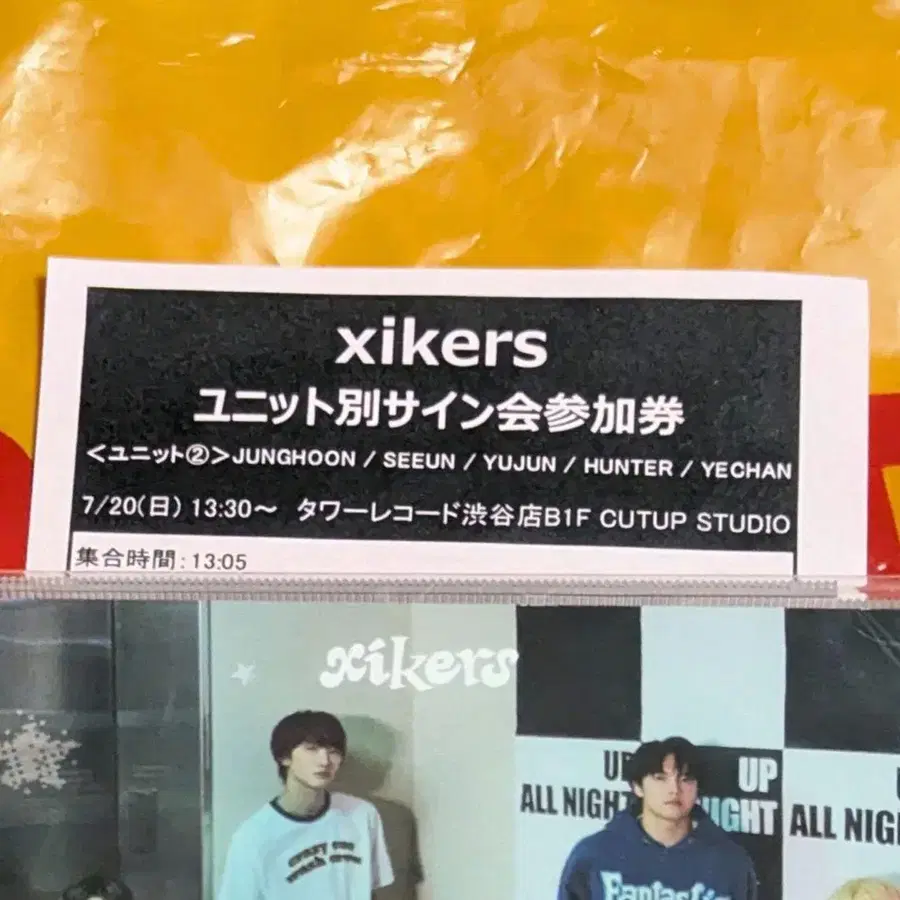 xikers
ユニット別サイン会参加券
＜ユニット②＞JUNGHOON / SEEUN / YUJUN / HUNTER / YECHAN
7/20(日) 13:30～ タワーレコード渋谷店B1F CUTUP STUDIO
集合時間：13:05
xikers
UP
ALL NIGHT
UP
ALL
Fantastic